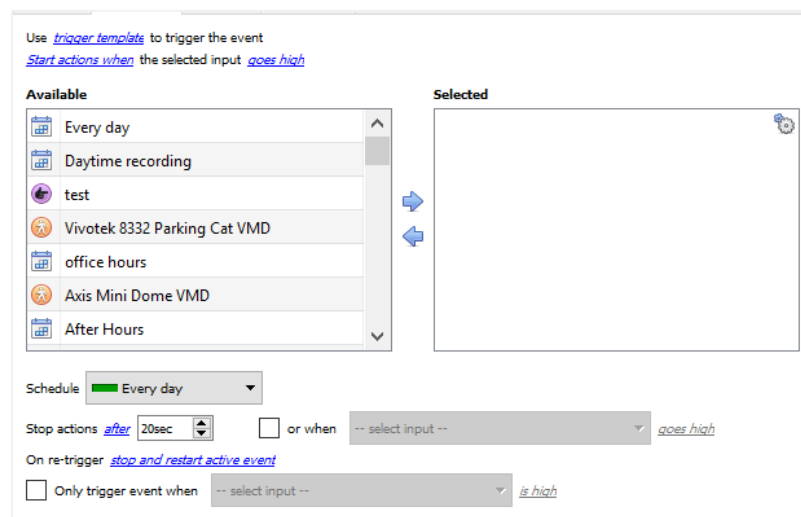 Use trigger template to trigger the event
Start actions when the selected input goes high
Available
Selected
Every day
Daytime recording
test
Vivotek 8332 Parking Cat VMD
office hours
Axis Mini Dome VMD
After Hours
Schedule Every day
Stop actions after 20sec or when -- select input -- goes high
On re-trigger stop and restart active event
Only trigger event when -- select input -- is high